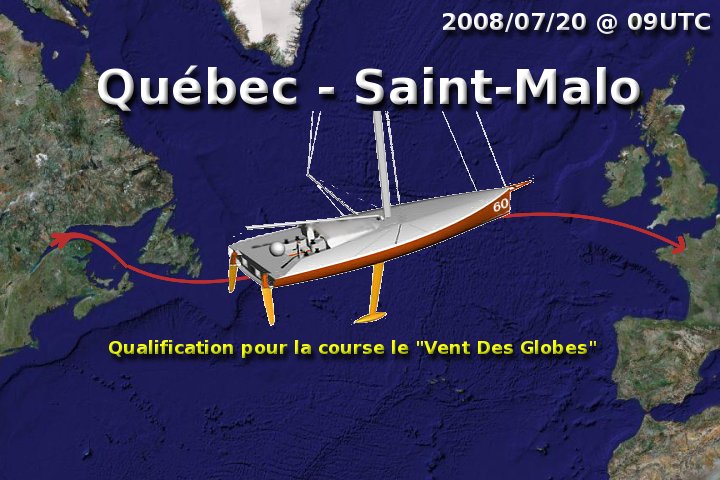 2008/07/20 @ 09UTC
Québec - Saint-Malo
60
Qualification pour la course le "Vent Des Globes"